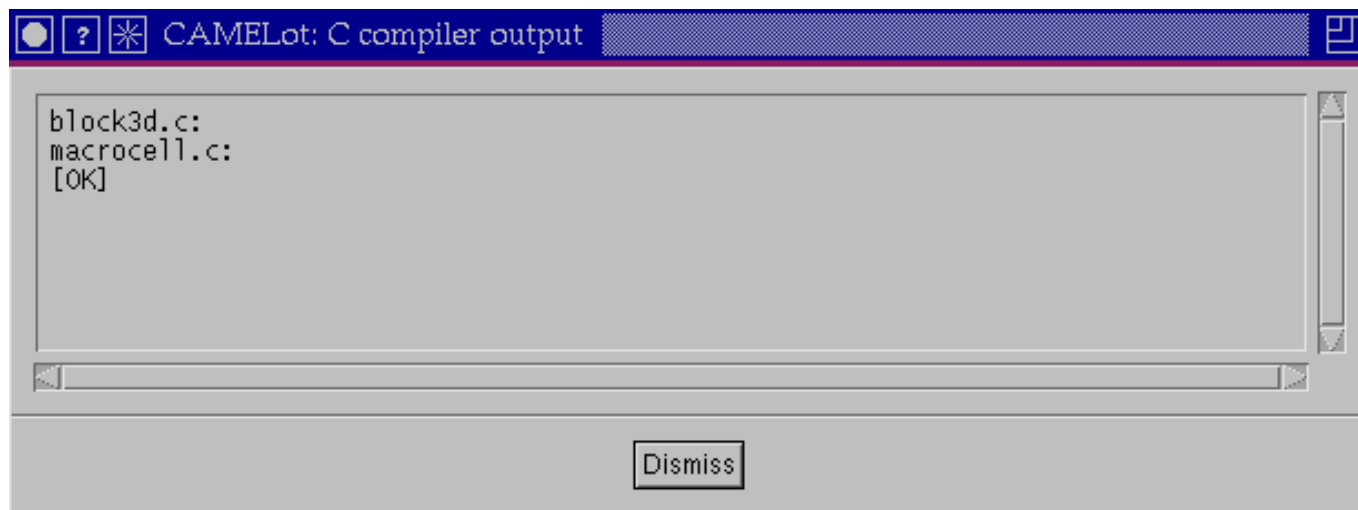 ? CAMELot: C compiler output
block3d.c:
macrocell.c:
[OK]
Dismiss